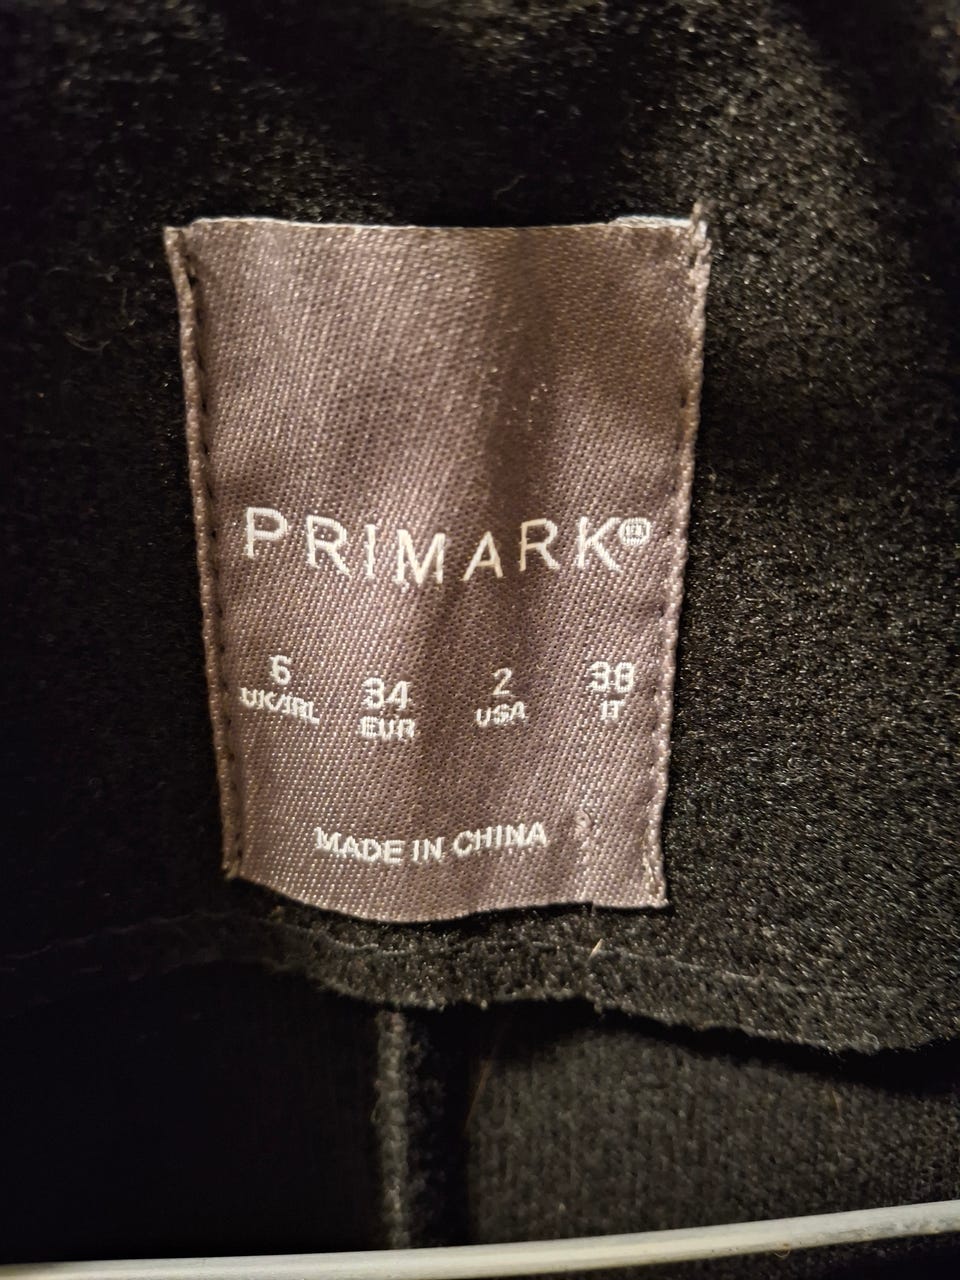 PRIMARK®
6 34 2 38
UK/IRL EUR USA IT
MADE IN CHINA